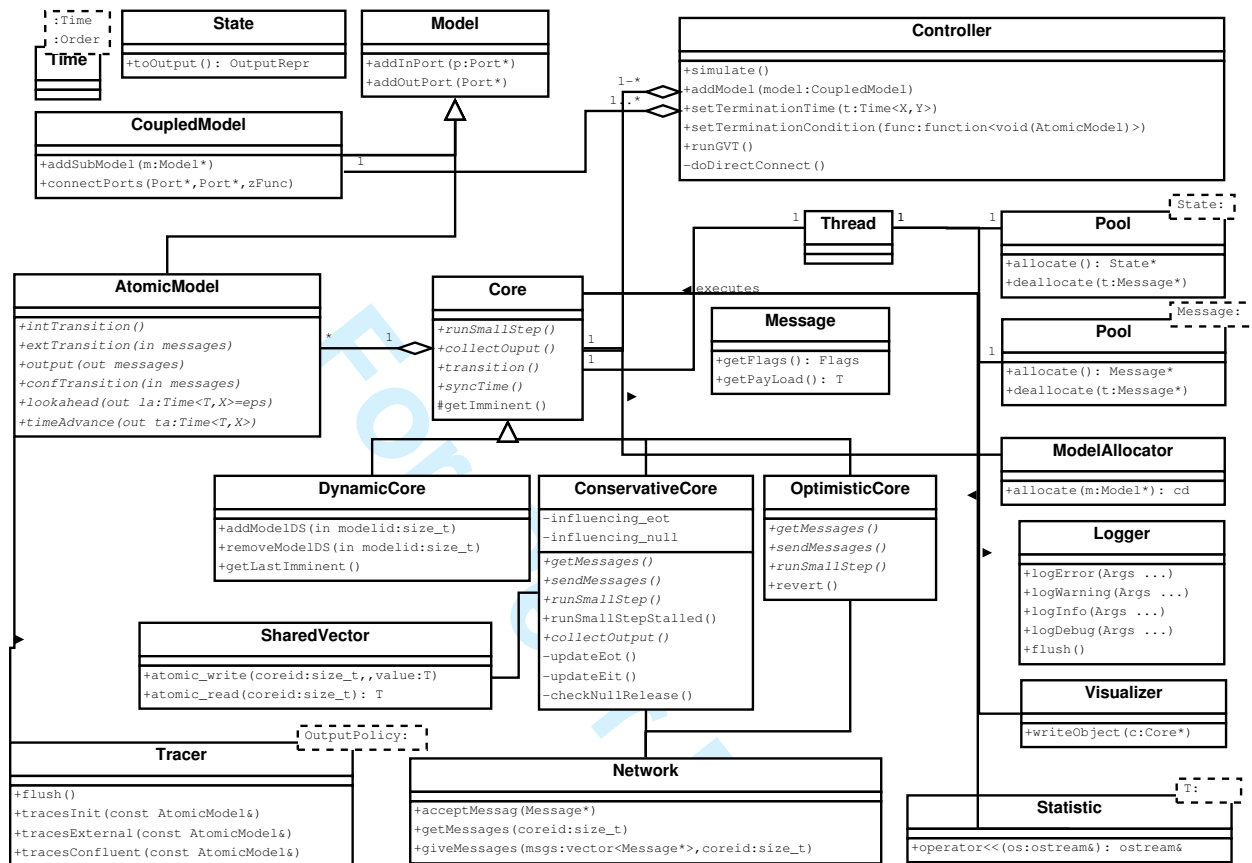 :Time
:Order
Time
State
+toOutput(): OutputRepr
Model
+addInPort(p:Port*)
+addOutPort(Port*)
Controller
+simulate()
+addModel(model:CoupledModel)
+setTerminationTime(t:Time<X,Y>)
+setTerminationCondition(func:function<void(AtomicModel)>)
+runGVT()
-doDirectConnect()
1-*
1..*
CoupledModel
+addSubModel(m:Model*)
+connectPorts(Port*,Port*,zFunc)
1
1
Thread
1
1
State:
Pool
+allocate(): State*
+deallocate(t:Message*)
AtomicModel
+intTransition()
+extTransition(in messages)
+output(out messages)
+confTransition(in messages)
+lookahead(out la:Time<T,X>=eps)
+timeAdvance(out ta:Time<T,X>)
*
1
Core
+runSmallStep()
+collectOuput()
+transition()
+syncTime()
#getImminent()
1
1
executes
Message
+getFlags(): Flags
+getPayLoad(): T
Message:
1
Pool
+allocate(): Message*
+deallocate(t:Message*)
ModelAllocator
+allocate(m:Model*): cd
DynamicCore
+addModelDS(in modelid:size_t)
+removeModelDS(in modelid:size_t)
+getLastImminent()
ConservativeCore
-influencing_eot
-influencing_null
+getMessages()
+sendMessages()
+runSmallStep()
+runSmallStepStalled()
+collectOutput()
-updateEot()
-updateEit()
-checkNullRelease()
OptimisticCore
+getMessages()
+sendMessages()
+runSmallStep()
+revert()
Logger
+logError(Args ...)
+logWarning(Args ...)
+logInfo(Args ...)
+logDebug(Args ...)
+flush()
SharedVector
+atomic_write(coreid:size_t,,value:T)
+atomic_read(coreid:size_t): T
Visualizer
+writeObject(c:Core*)
OutputPolicy:
Tracer
+flush()
+tracesInit(const AtomicModel&)
+tracesExternal(const AtomicModel&)
+tracesConfluent(const AtomicModel&)
Network
+acceptMessag(Message*)
+getMessages(coreid:size_t)
+giveMessages(msgs:vector<Message*>,coreid:size_t)
T:
Statistic
+operator<<(os:ostream&): ostream&